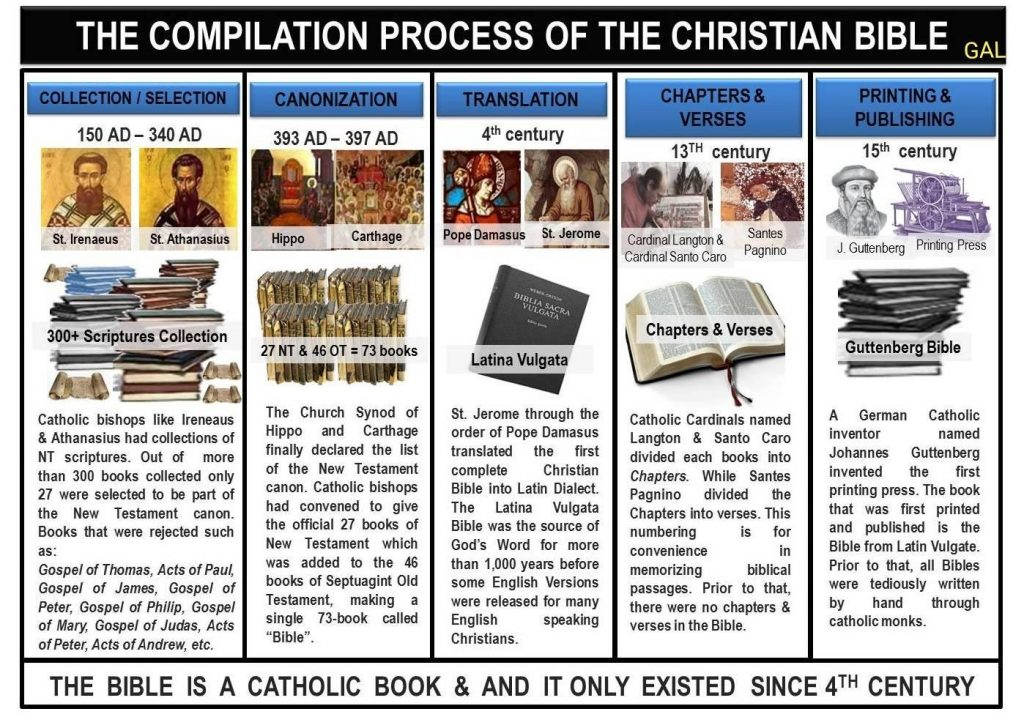 THE COMPILATION PROCESS OF THE CHRISTIAN BIBLE
GAL
COLLECTION / SELECTION
150 AD – 340 AD
St. Irenaeus
St. Athanasius
300+ Scriptures Collection
Catholic bishops like Ireneaus
& Athanasius had collections of
NT scriptures. Out of more
than 300 books collected only
27 were selected to be part of
the New Testament canon.
Books that were rejected such
as:
Gospel of Thomas, Acts of Paul,
Gospel of James, Gospel of
Peter, Gospel of Philip, Gospel
of Mary, Gospel of Judas, Acts
of Peter, Acts of Andrew, etc.
CANONIZATION
393 AD – 397 AD
Hippo
Carthage
27 NT & 46 OT = 73 books
The Church Synod of
Hippo and Carthage
finally declared the list
of the New Testament
canon. Catholic bishops
had convened to give
the official 27 books of
New Testament which
was added to the 46
books of Septuagint Old
Testament, making a
single 73-book called
“Bible”.
TRANSLATION
4th century
Pope Damasus
St. Jerome
BIBLIA SACRA
VULGATA
Latina Vulgata
St. Jerome through the
order of Pope Damasus
translated the first
complete Christian
Bible into Latin Dialect.
The Latina Vulgata
Bible was the source of
God’s Word for more
than 1,000 years before
some English Versions
were released for many
English speaking
Christians.
CHAPTERS &
VERSES
13TH century
Cardinal Langton &
Cardinal Santo Caro
Santes
Pagnino
Chapters & Verses
Catholic Cardinals named
Langton & Santo Caro
divided each books into
Chapters. While Santes
Pagnino divided the
Chapters into verses. This
numbering is for
convenience in
memorizing biblical
passages. Prior to that,
there were no chapters &
verses in the Bible.
PRINTING &
PUBLISHING
15th century
J. Guttenberg
Printing Press
Guttenberg Bible
A German Catholic
inventor named
Johannes Guttenberg
invented the first
printing press. The book
that was first printed
and published is the
Bible from Latin Vulgate.
Prior to that, all Bibles
were tediously written
by hand through
catholic monks.
THE BIBLE IS A CATHOLIC BOOK & AND IT ONLY EXISTED SINCE 4TH CENTURY